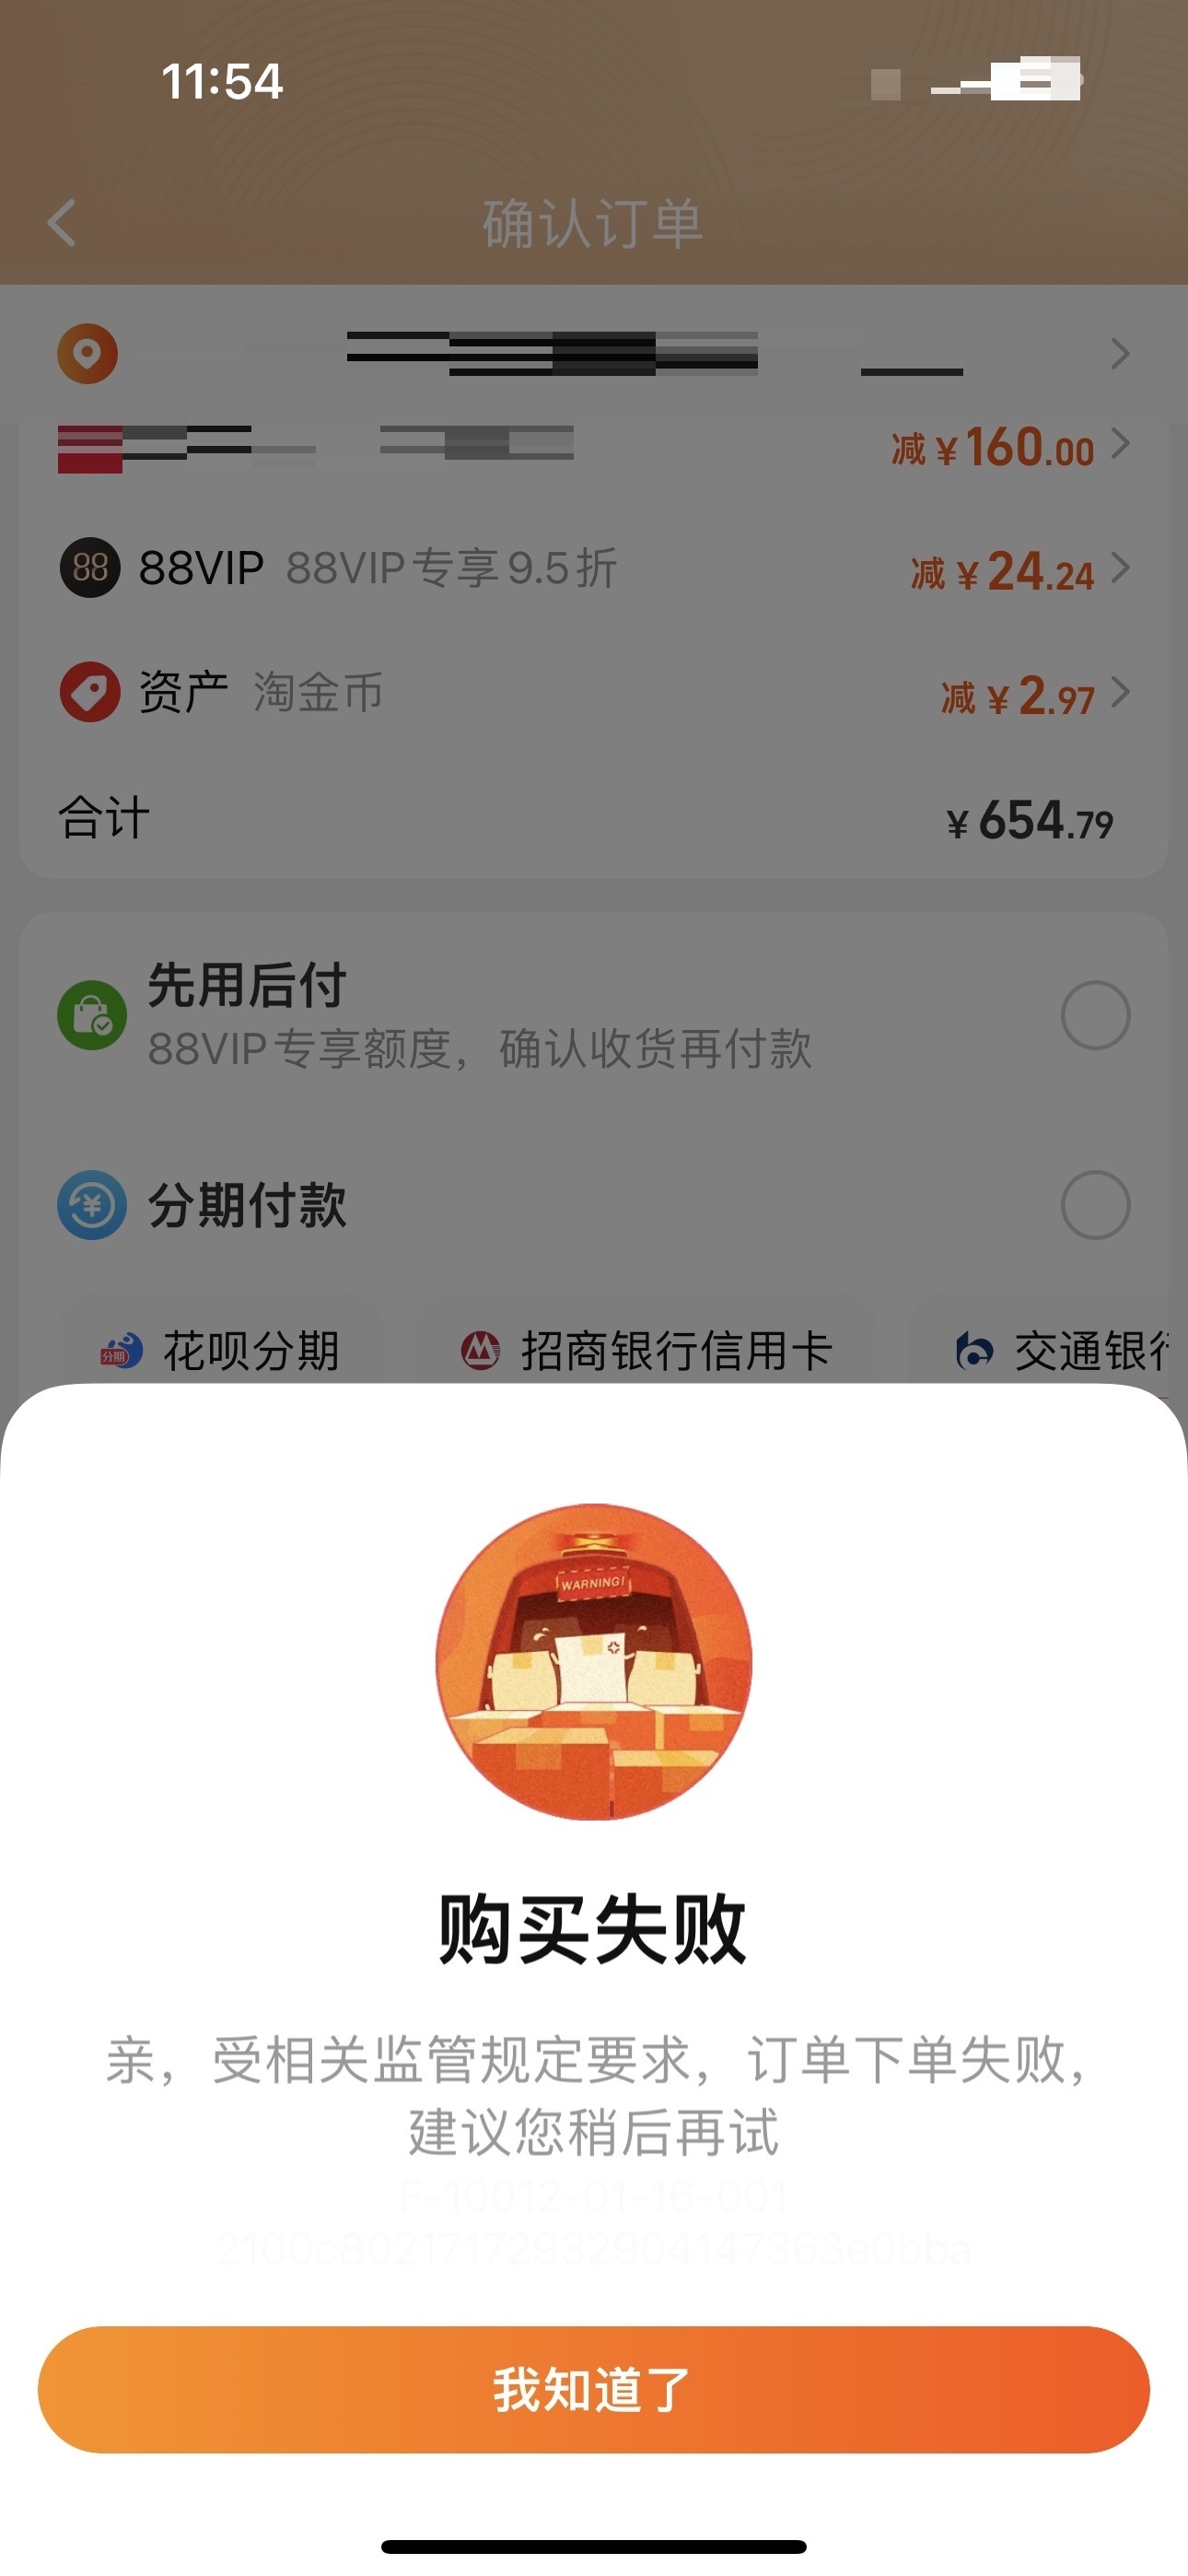 11:54
确认订单
减 ¥160.00
88 88VIP 88VIP专享9.5折 减 ¥24.24
资产 淘金币 减 ¥2.97
合计 ¥654.79
先用后付
88VIP专享额度，确认收货再付款
分期付款
分期 花呗分期 招商银行信用卡 交通银行
WARNING!
购买失败
亲，受相关监管规定要求，订单下单失败，
建议您稍后再试
F-10012-01-16-001
2100c80217172932904147363e0bba
我知道了